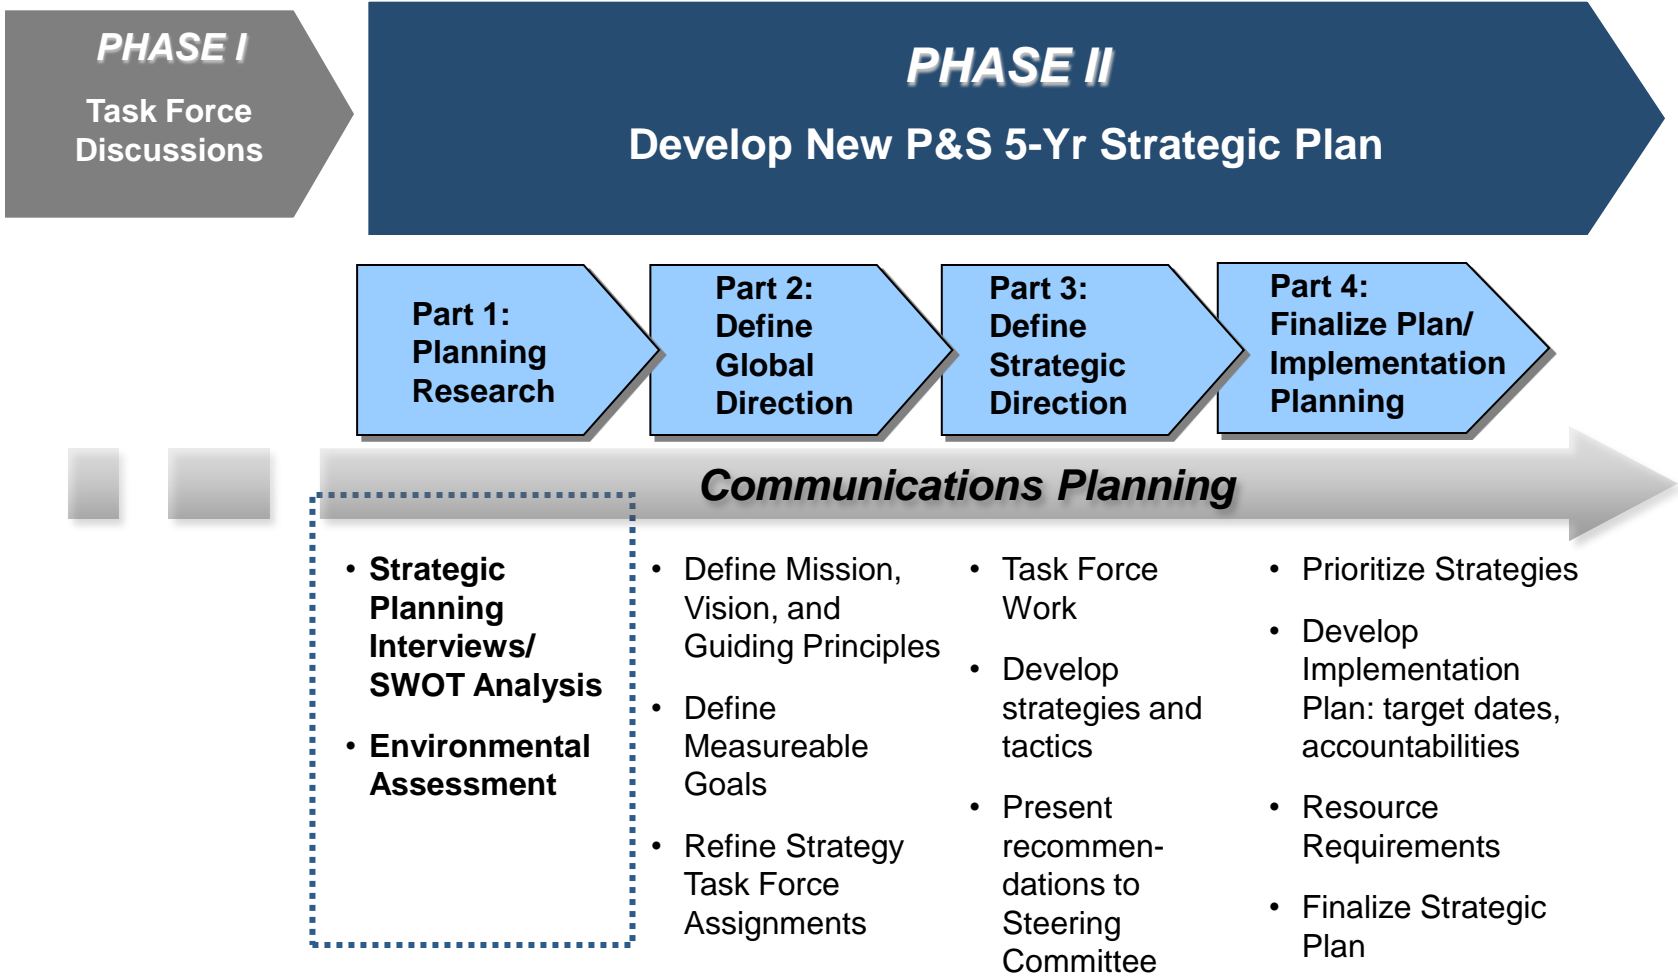 PHASE I
Task Force
Discussions
PHASE II
Develop New P&S 5-Yr Strategic Plan
Part 1:
Planning
Research
Part 2:
Define
Global
Direction
Part 3:
Define
Strategic
Direction
Part 4:
Finalize Plan/
Implementation
Planning
Communications Planning
• Strategic
Planning
Interviews/
SWOT Analysis
• Environmental
Assessment
• Define Mission,
Vision, and
Guiding Principles
• Define
Measureable
Goals
• Refine Strategy
Task Force
Assignments
• Task Force
Work
• Develop
strategies and
tactics
• Present
recommen-
dations to
Steering
Committee
• Prioritize Strategies
• Develop
Implementation
Plan: target dates,
accountabilities
• Resource
Requirements
• Finalize Strategic
Plan